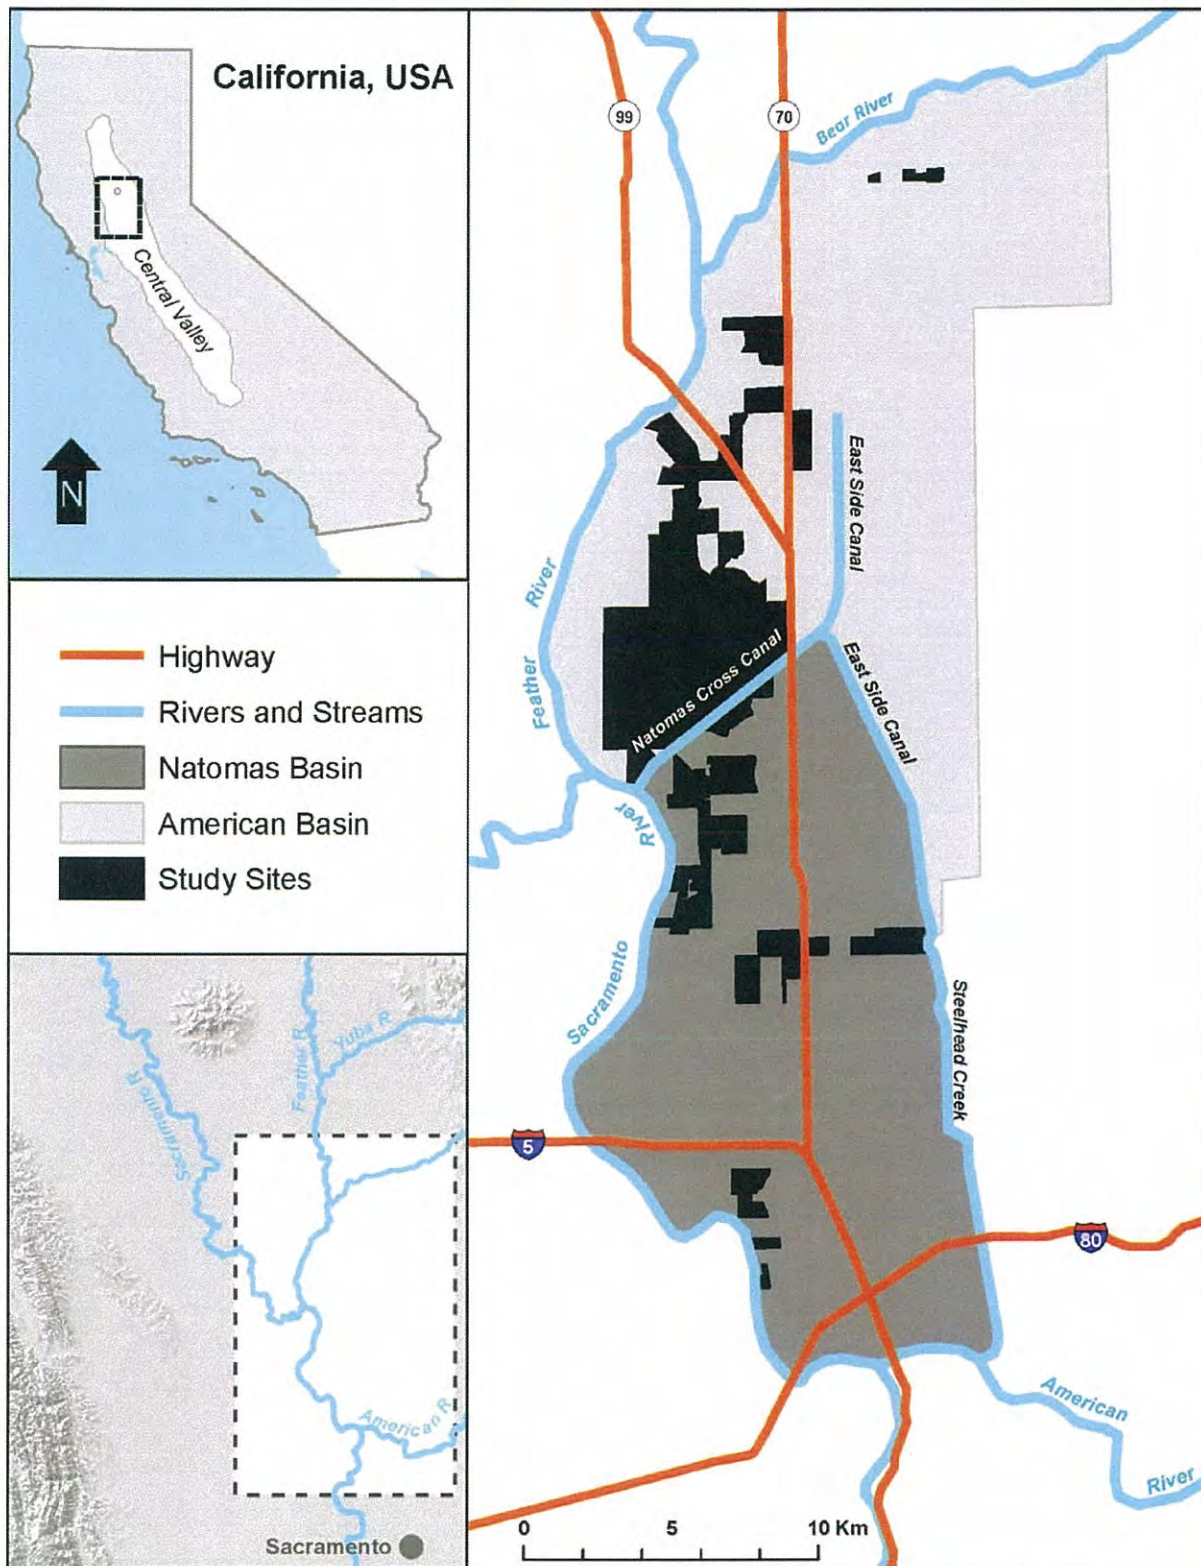 California, USA
Central Valley
N
Highway
Rivers and Streams
Natomas Basin
American Basin
Study Sites
Sacramento R
Feather R
Yuba R
American R
Sacramento
99
70
Bear River
East Side Canal
Feather River
Natomas Cross Canal
East Side Canal
Sacramento River
Steelhead Creek
5
80
American River
0 5 10 Km